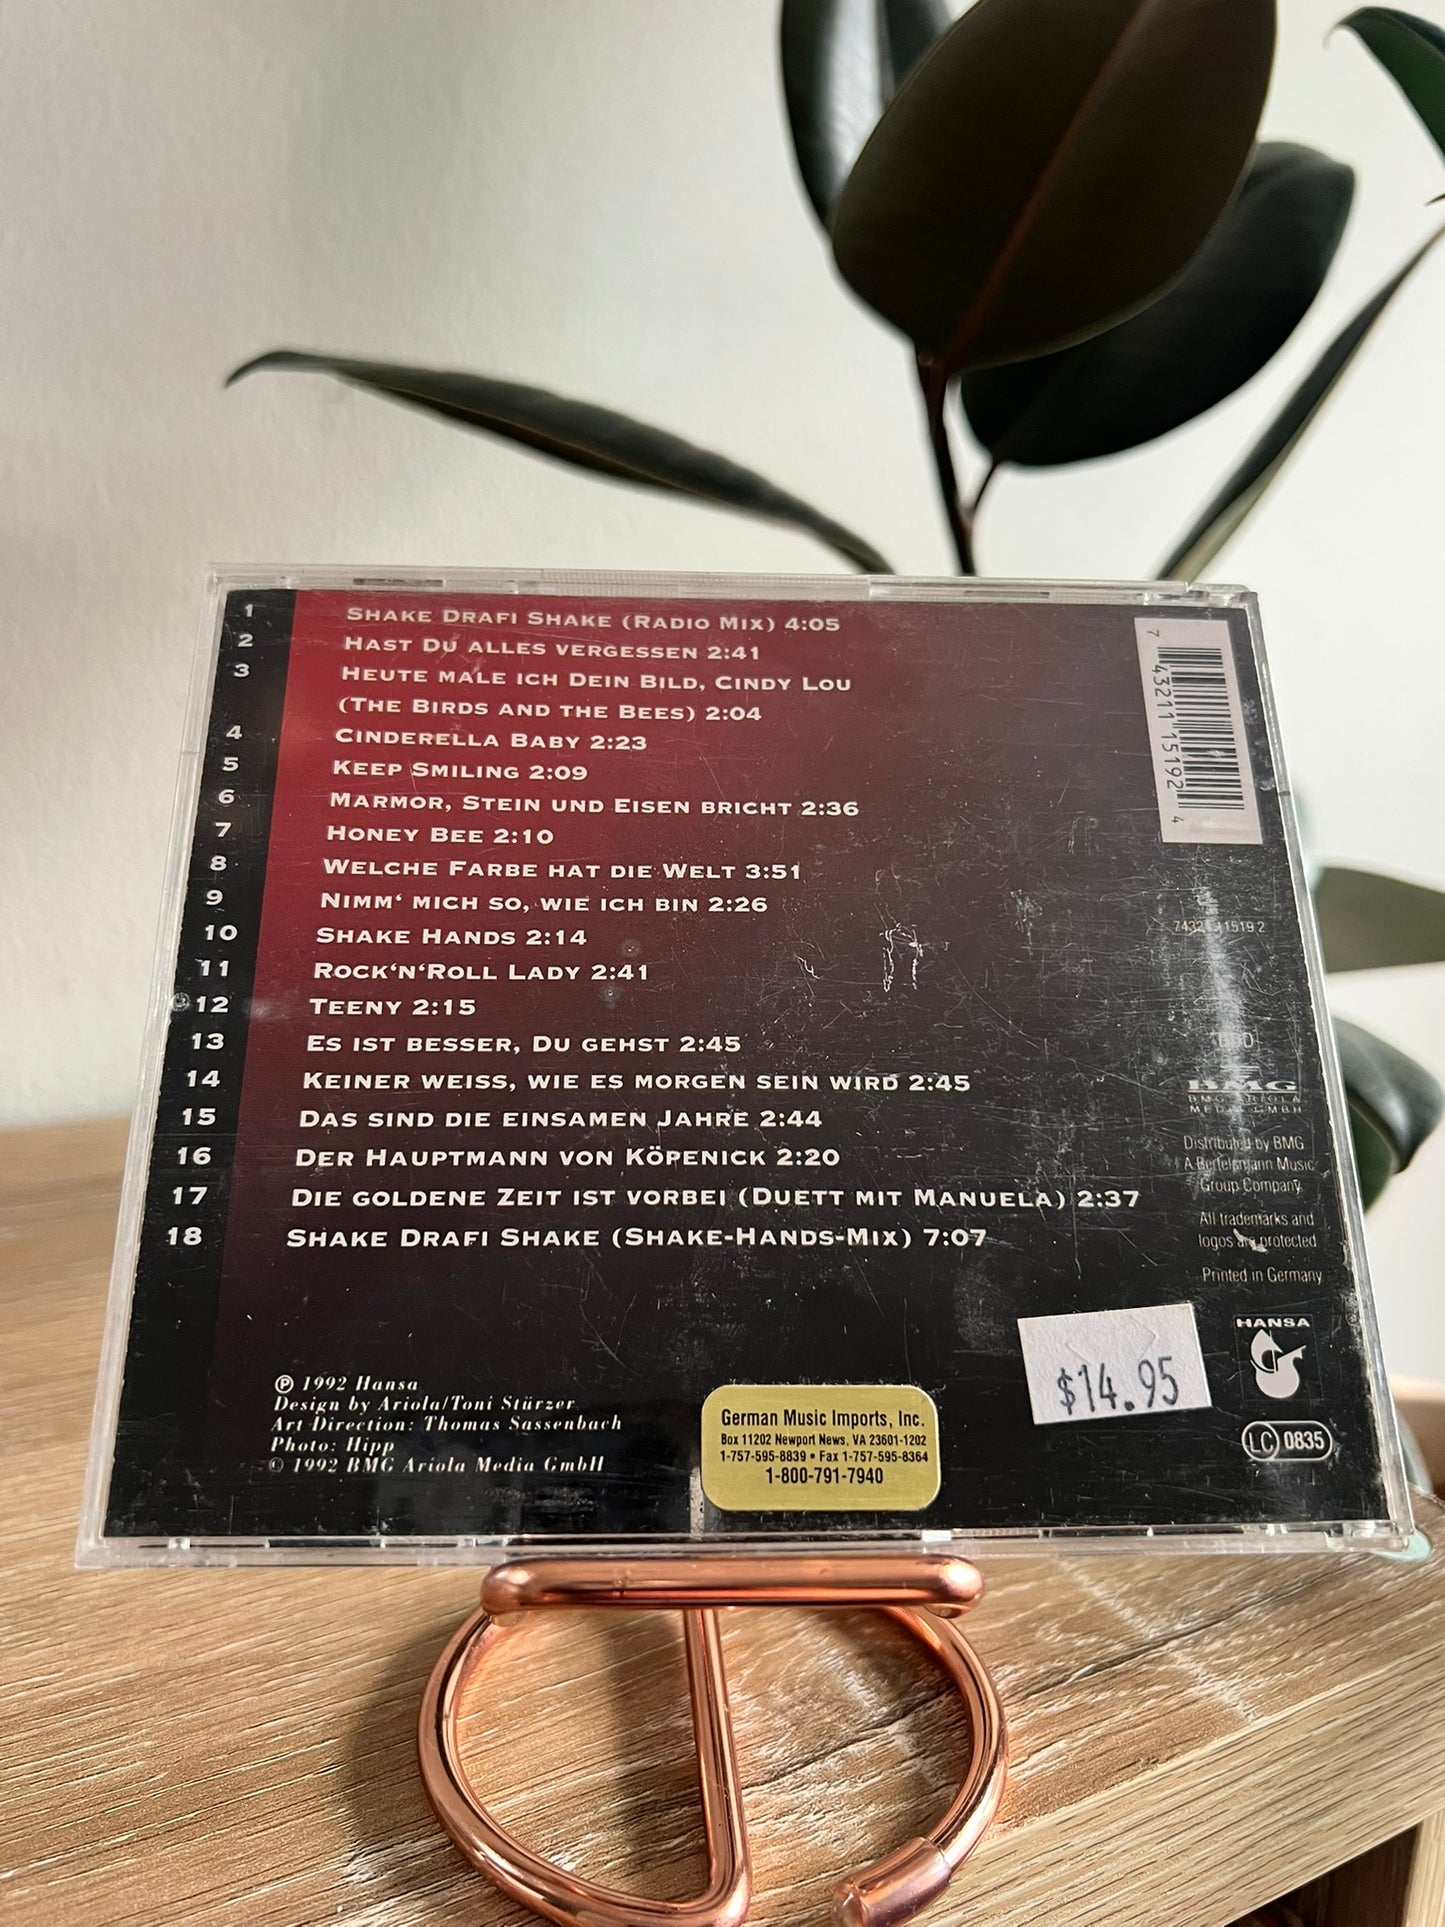 1 Shake Drafi Shake (Radio Mix) 4:05
2 Hast Du alles vergessen 2:41
3 Heute male ich Dein Bild, Cindy Lou
(The Birds and the Bees) 2:04
4 Cinderella Baby 2:23
5 Keep Smiling 2:09
6 Marmor, Stein und Eisen bricht 2:36
7 Honey Bee 2:10
8 Welche Farbe hat die Welt 3:51
9 Nimm‘ mich so, wie ich bin 2:26
10 Shake Hands 2:14
11 Rock‘n‘Roll Lady 2:41
12 Teeny 2:15
13 Es ist besser, Du gehst 2:45
14 Keiner weiss, wie es morgen sein wird 2:45
15 Das sind die einsamen Jahre 2:44
16 Der Hauptmann von Köpenick 2:20
17 Die goldene Zeit ist vorbei (Duett mit Manuela) 2:37
18 Shake Drafi Shake (Shake-Hands-Mix) 7:07
℗ 1992 Hansa
Design by Ariola/Toni Stürzer
Art Direction: Thomas Sassenbach
Photo: Hipp
© 1992 BMG Ariola Media GmbH
German Music Imports, Inc.
Box 11202 Newport News, VA 23601-1202
1-757-595-8839 • Fax 1-757-595-8364
1-800-791-7940
$14.95
7 43211 15192 4
BMG
BMG ARIOLA
MEDIA GMBH
Distributed by BMG
A Bertelsmann Music
Group Company
All trademarks and
logos are protected
Printed in Germany
HANSA
LC 0835